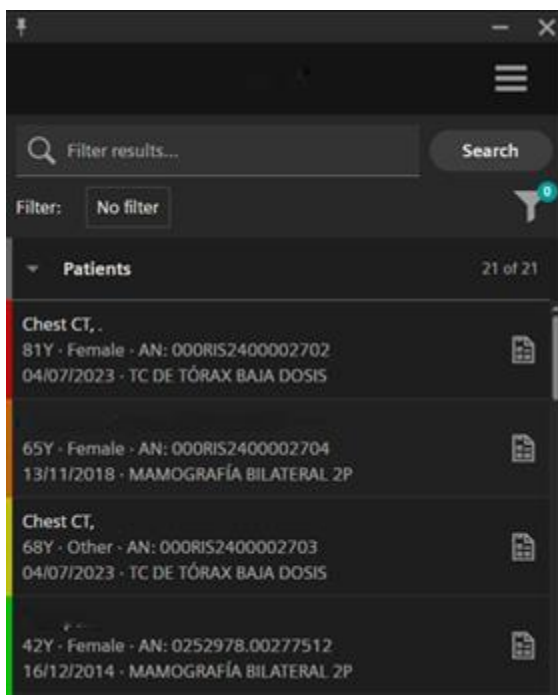 Filter results...
Search
Filter:
No filter
0
Patients
21 of 21
Chest CT, .
81Y · Female · AN: 000RIS2400002702
04/07/2023 · TC DE TÓRAX BAJA DOSIS
65Y · Female · AN: 000RIS2400002704
13/11/2018 · MAMOGRAFÍA BILATERAL 2P
Chest CT,
68Y · Other · AN: 000RIS2400002703
04/07/2023 · TC DE TÓRAX BAJA DOSIS
42Y · Female · AN: 0252978.00277512
16/12/2014 · MAMOGRAFÍA BILATERAL 2P